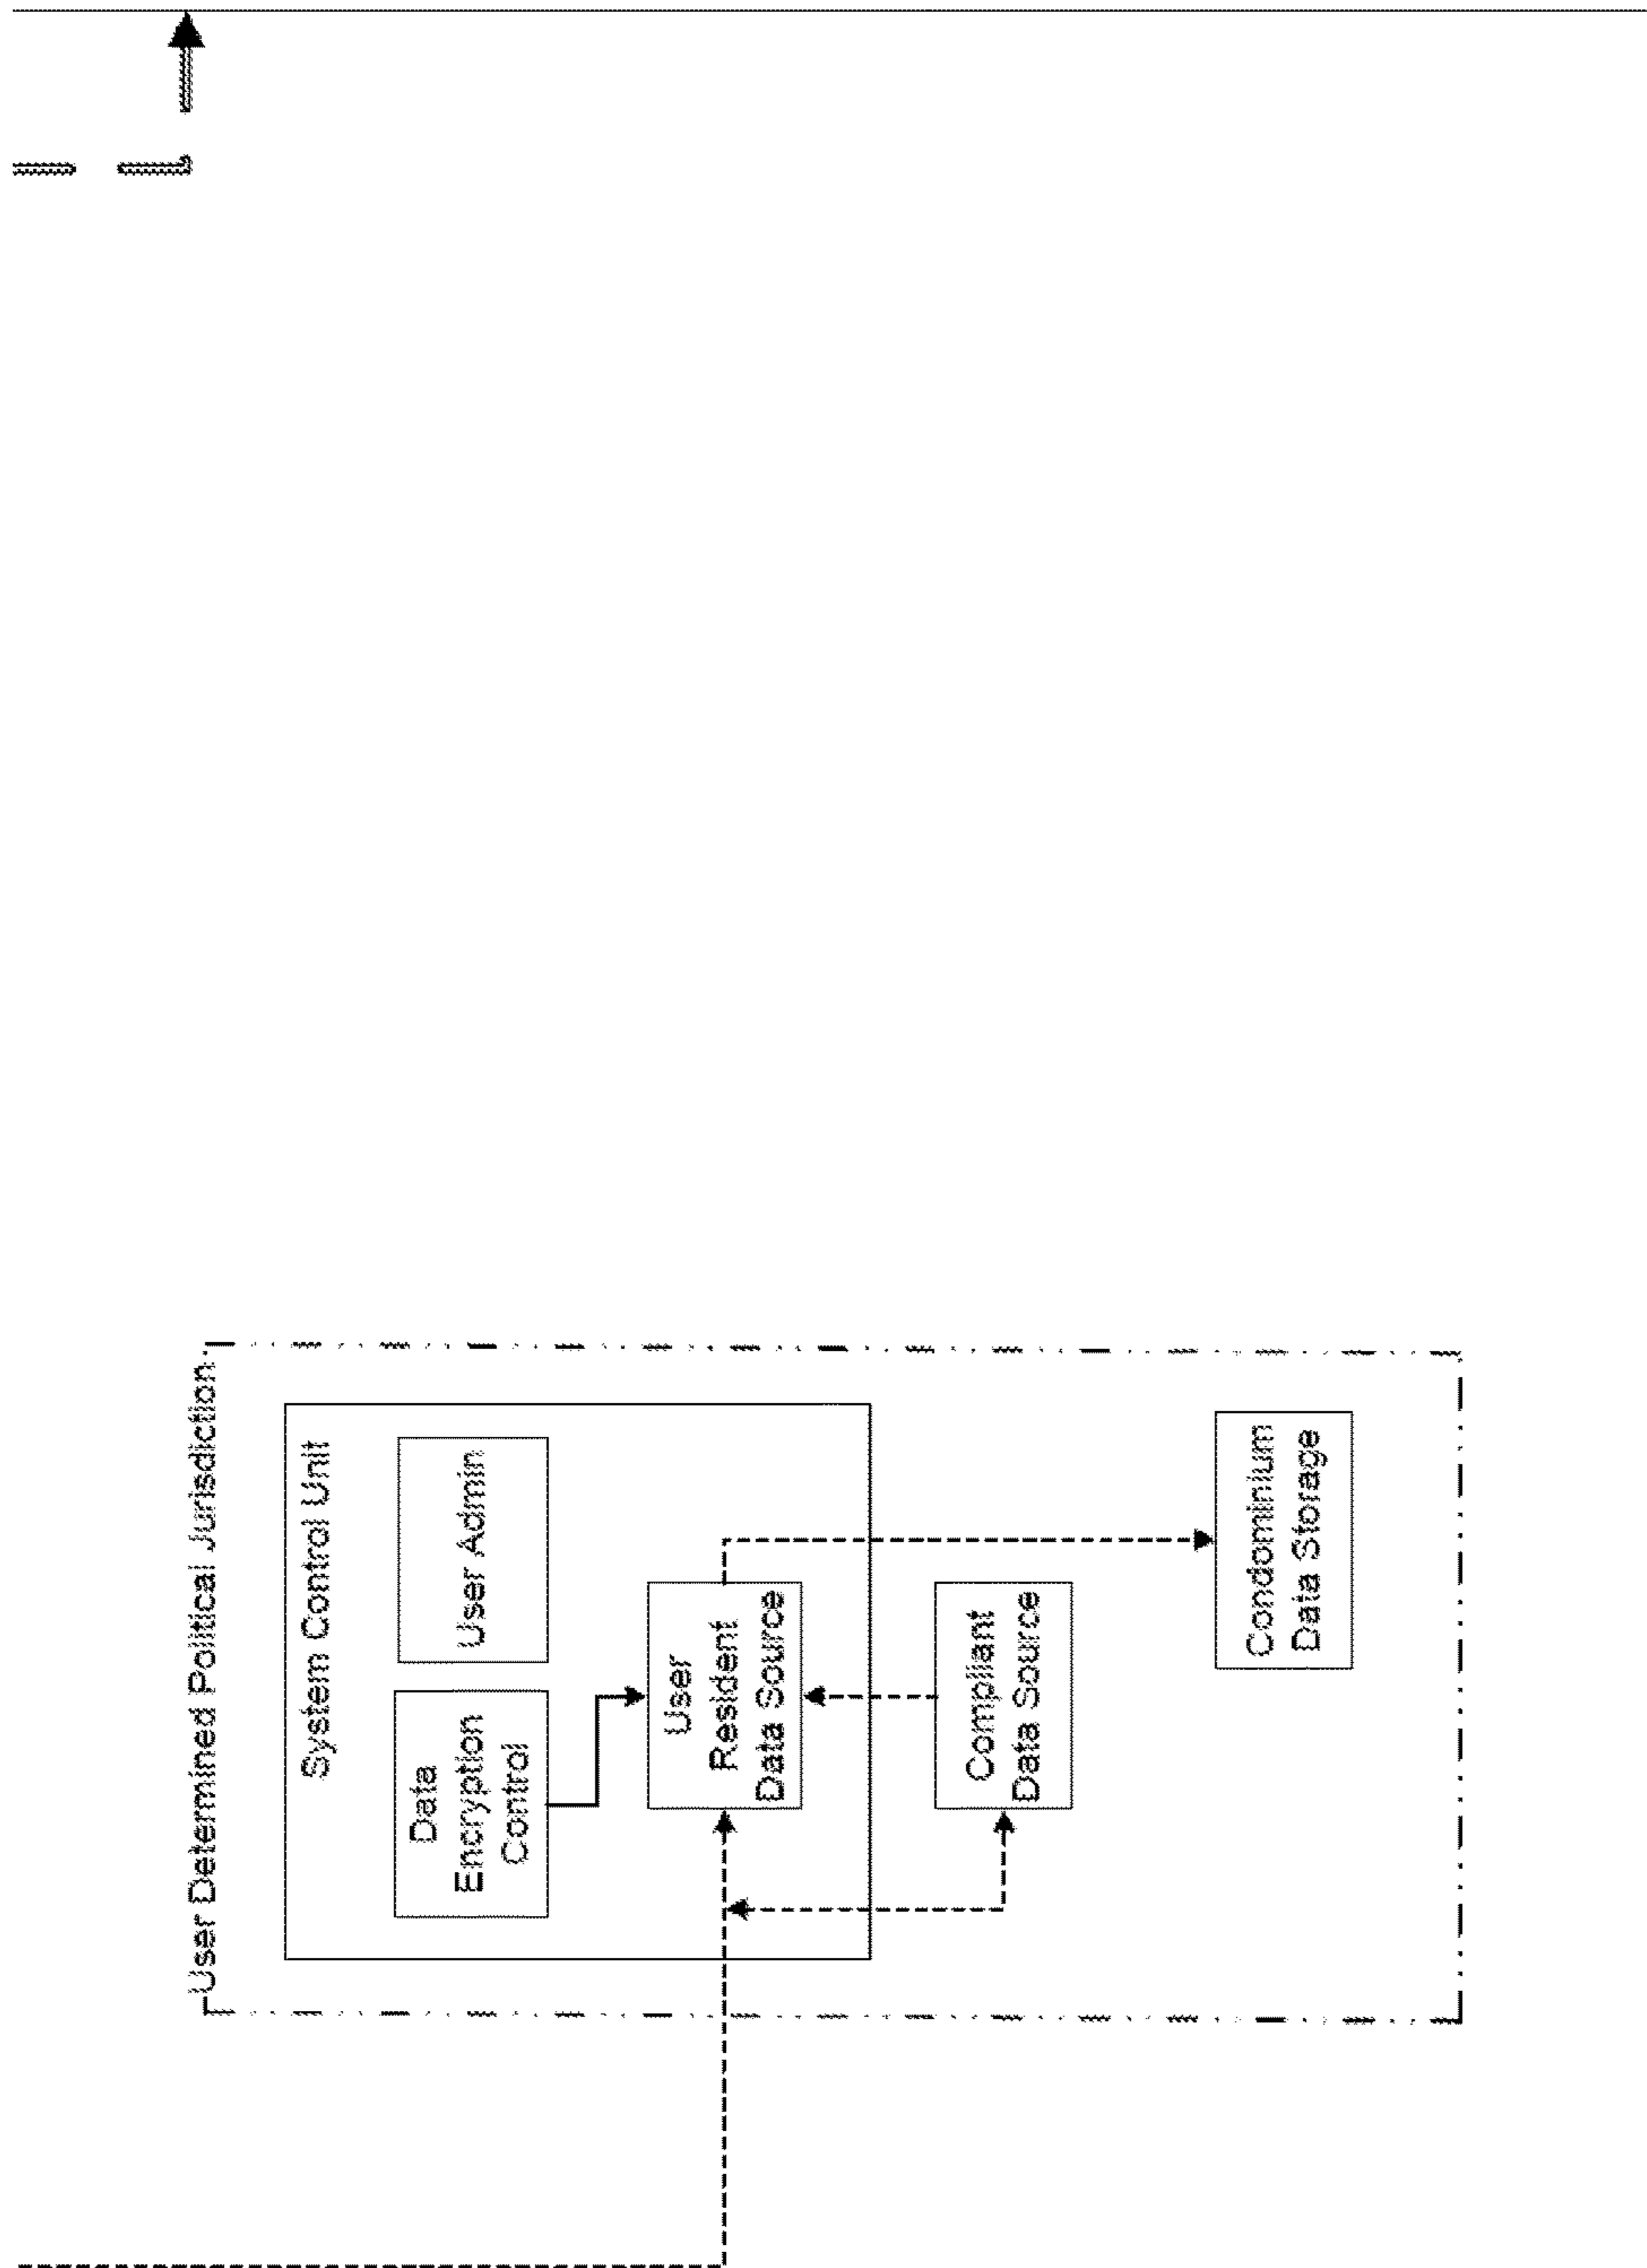 User Determined Political Jurisdiction
System Control Unit
Data
Encryption
Control
User Admin
User
Resident
Data Source
Compliant
Data Source
Condominium
Data Storage